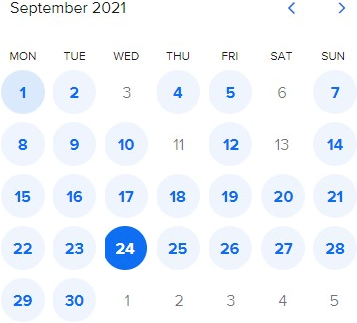 September 2021
MON TUE WED THU FRI SAT SUN
1 2 3 4 5 6 7
8 9 10 11 12 13 14
15 16 17 18 19 20 21
22 23 24 25 26 27 28
29 30 1 2 3 4 5